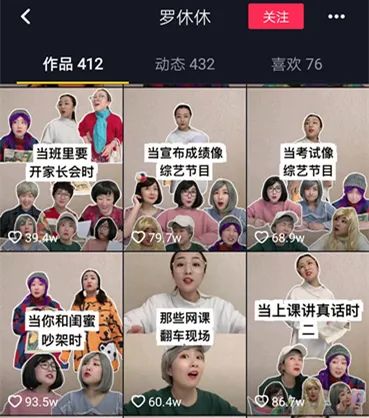 罗休休
关注
作品 412
动态 432
喜欢 76
当班里要
开家长会时
39.4w
当宣布成绩像
综艺节目
79.7w
当考试像
综艺节目
68.9w
当你和闺蜜
吵架时
93.5w
那些网课
翻车现场
60.4w
当上课讲真话时
二
86.7w